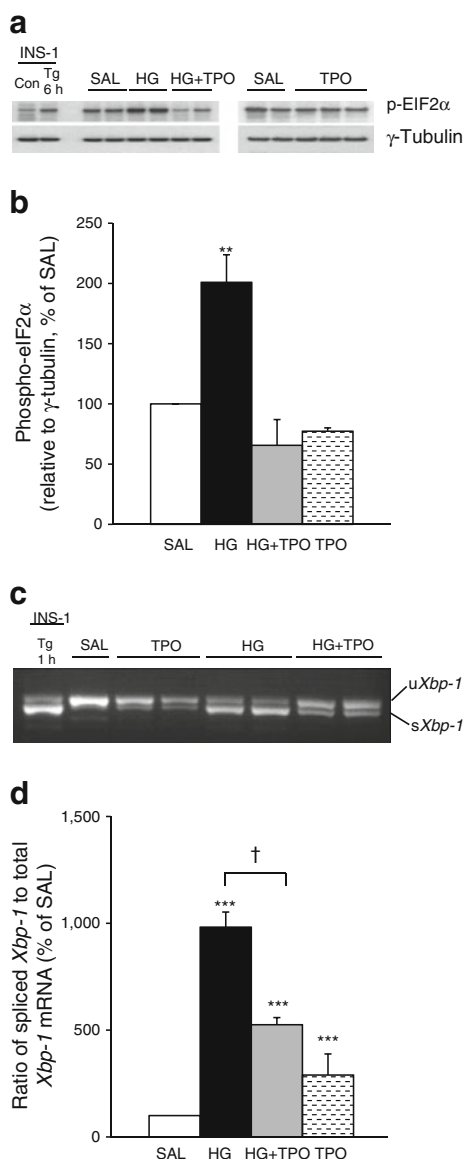 a
INS-1
Con Tg 6 h SAL HG HG+TPO SAL TPO
p-EIF2α
γ-Tubulin
b
Phospho-eIF2α
(relative to γ-tubulin, % of SAL)
250
200
150
100
50
0
**
SAL HG HG+TPO TPO
c
INS-1
Tg 1 h SAL TPO HG HG+TPO
uXbp-1
sXbp-1
d
Ratio of spliced Xbp-1 to total
Xbp-1 mRNA (% of SAL)
1,500
1,000
500
0
†
***
***
***
SAL HG HG+TPO TPO